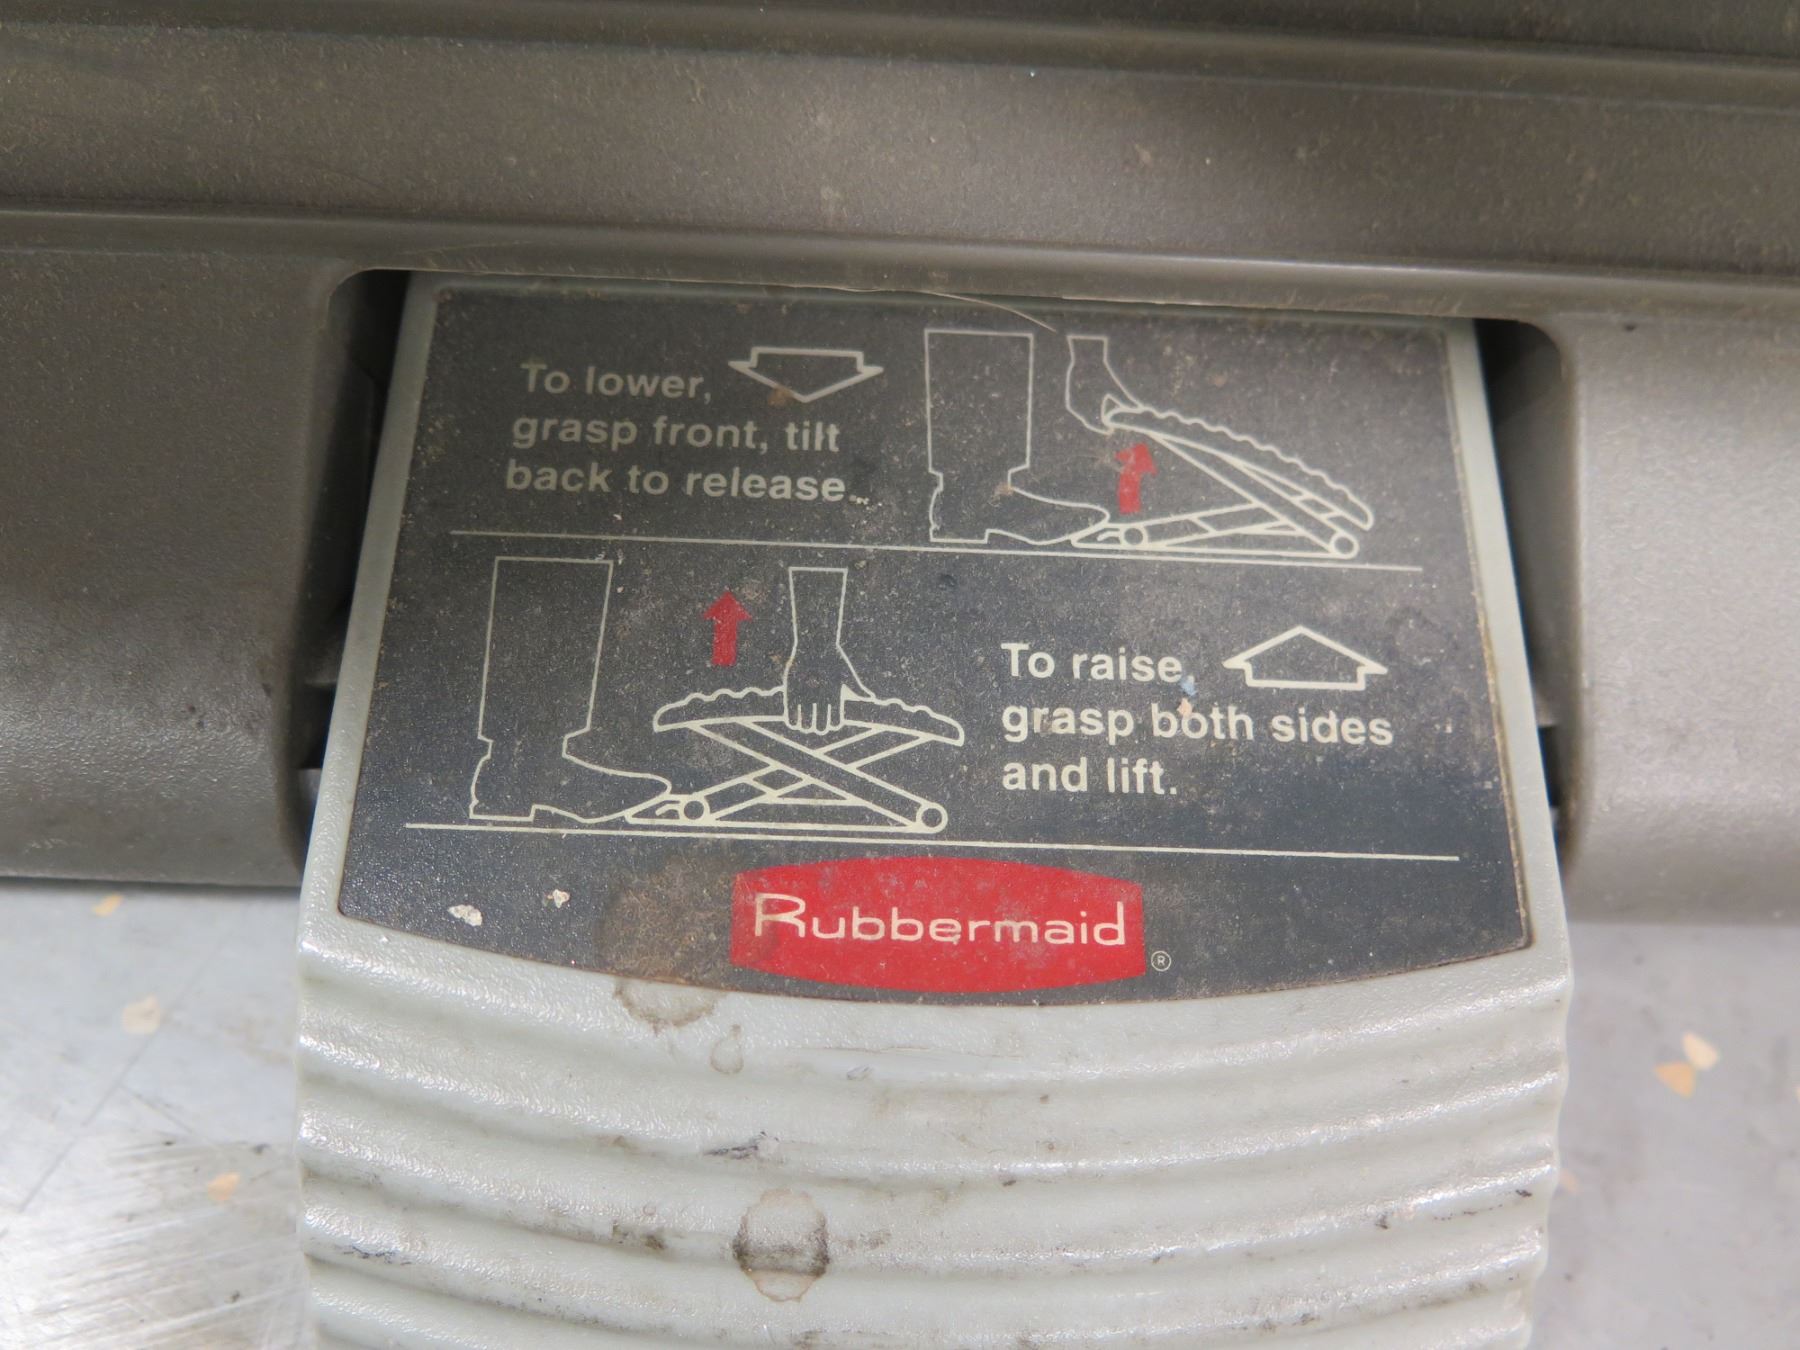 To lower,
grasp front, tilt
back to release.
To raise,
grasp both sides
and lift.
Rubbermaid ®